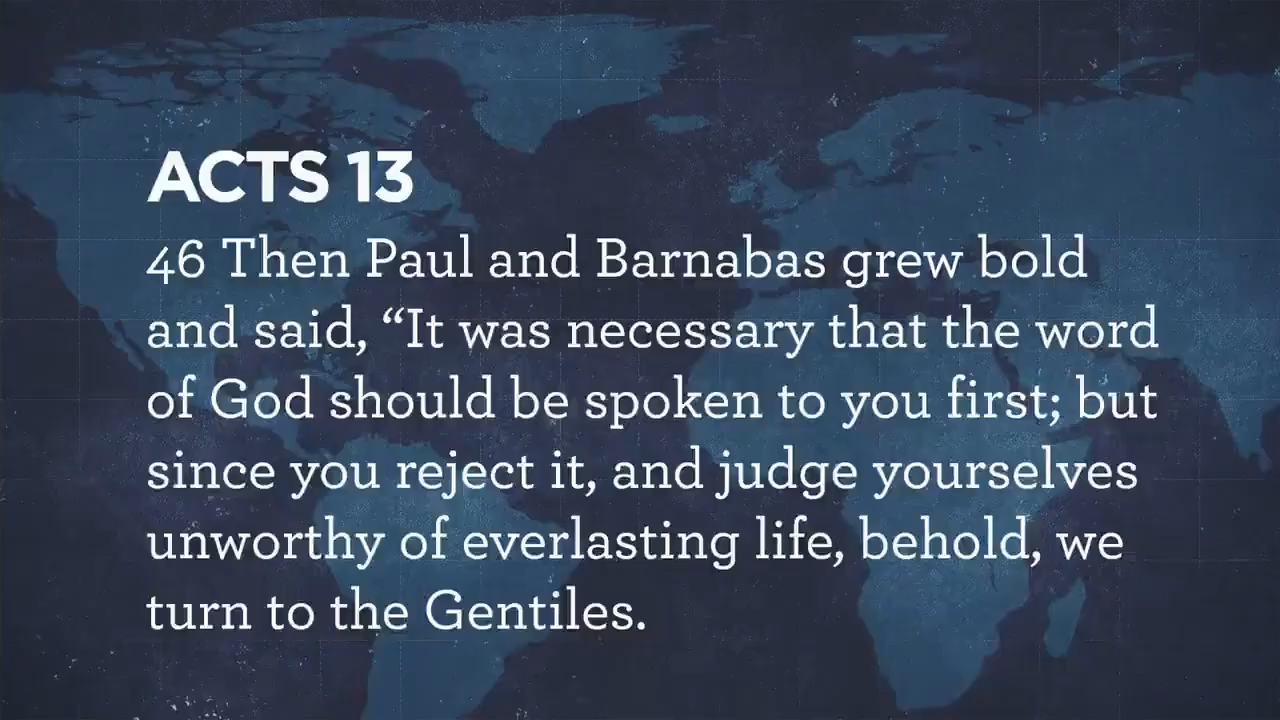 ACTS 13
46 Then Paul and Barnabas grew bold
and said, “It was necessary that the word
of God should be spoken to you first; but
since you reject it, and judge yourselves
unworthy of everlasting life, behold, we
turn to the Gentiles.